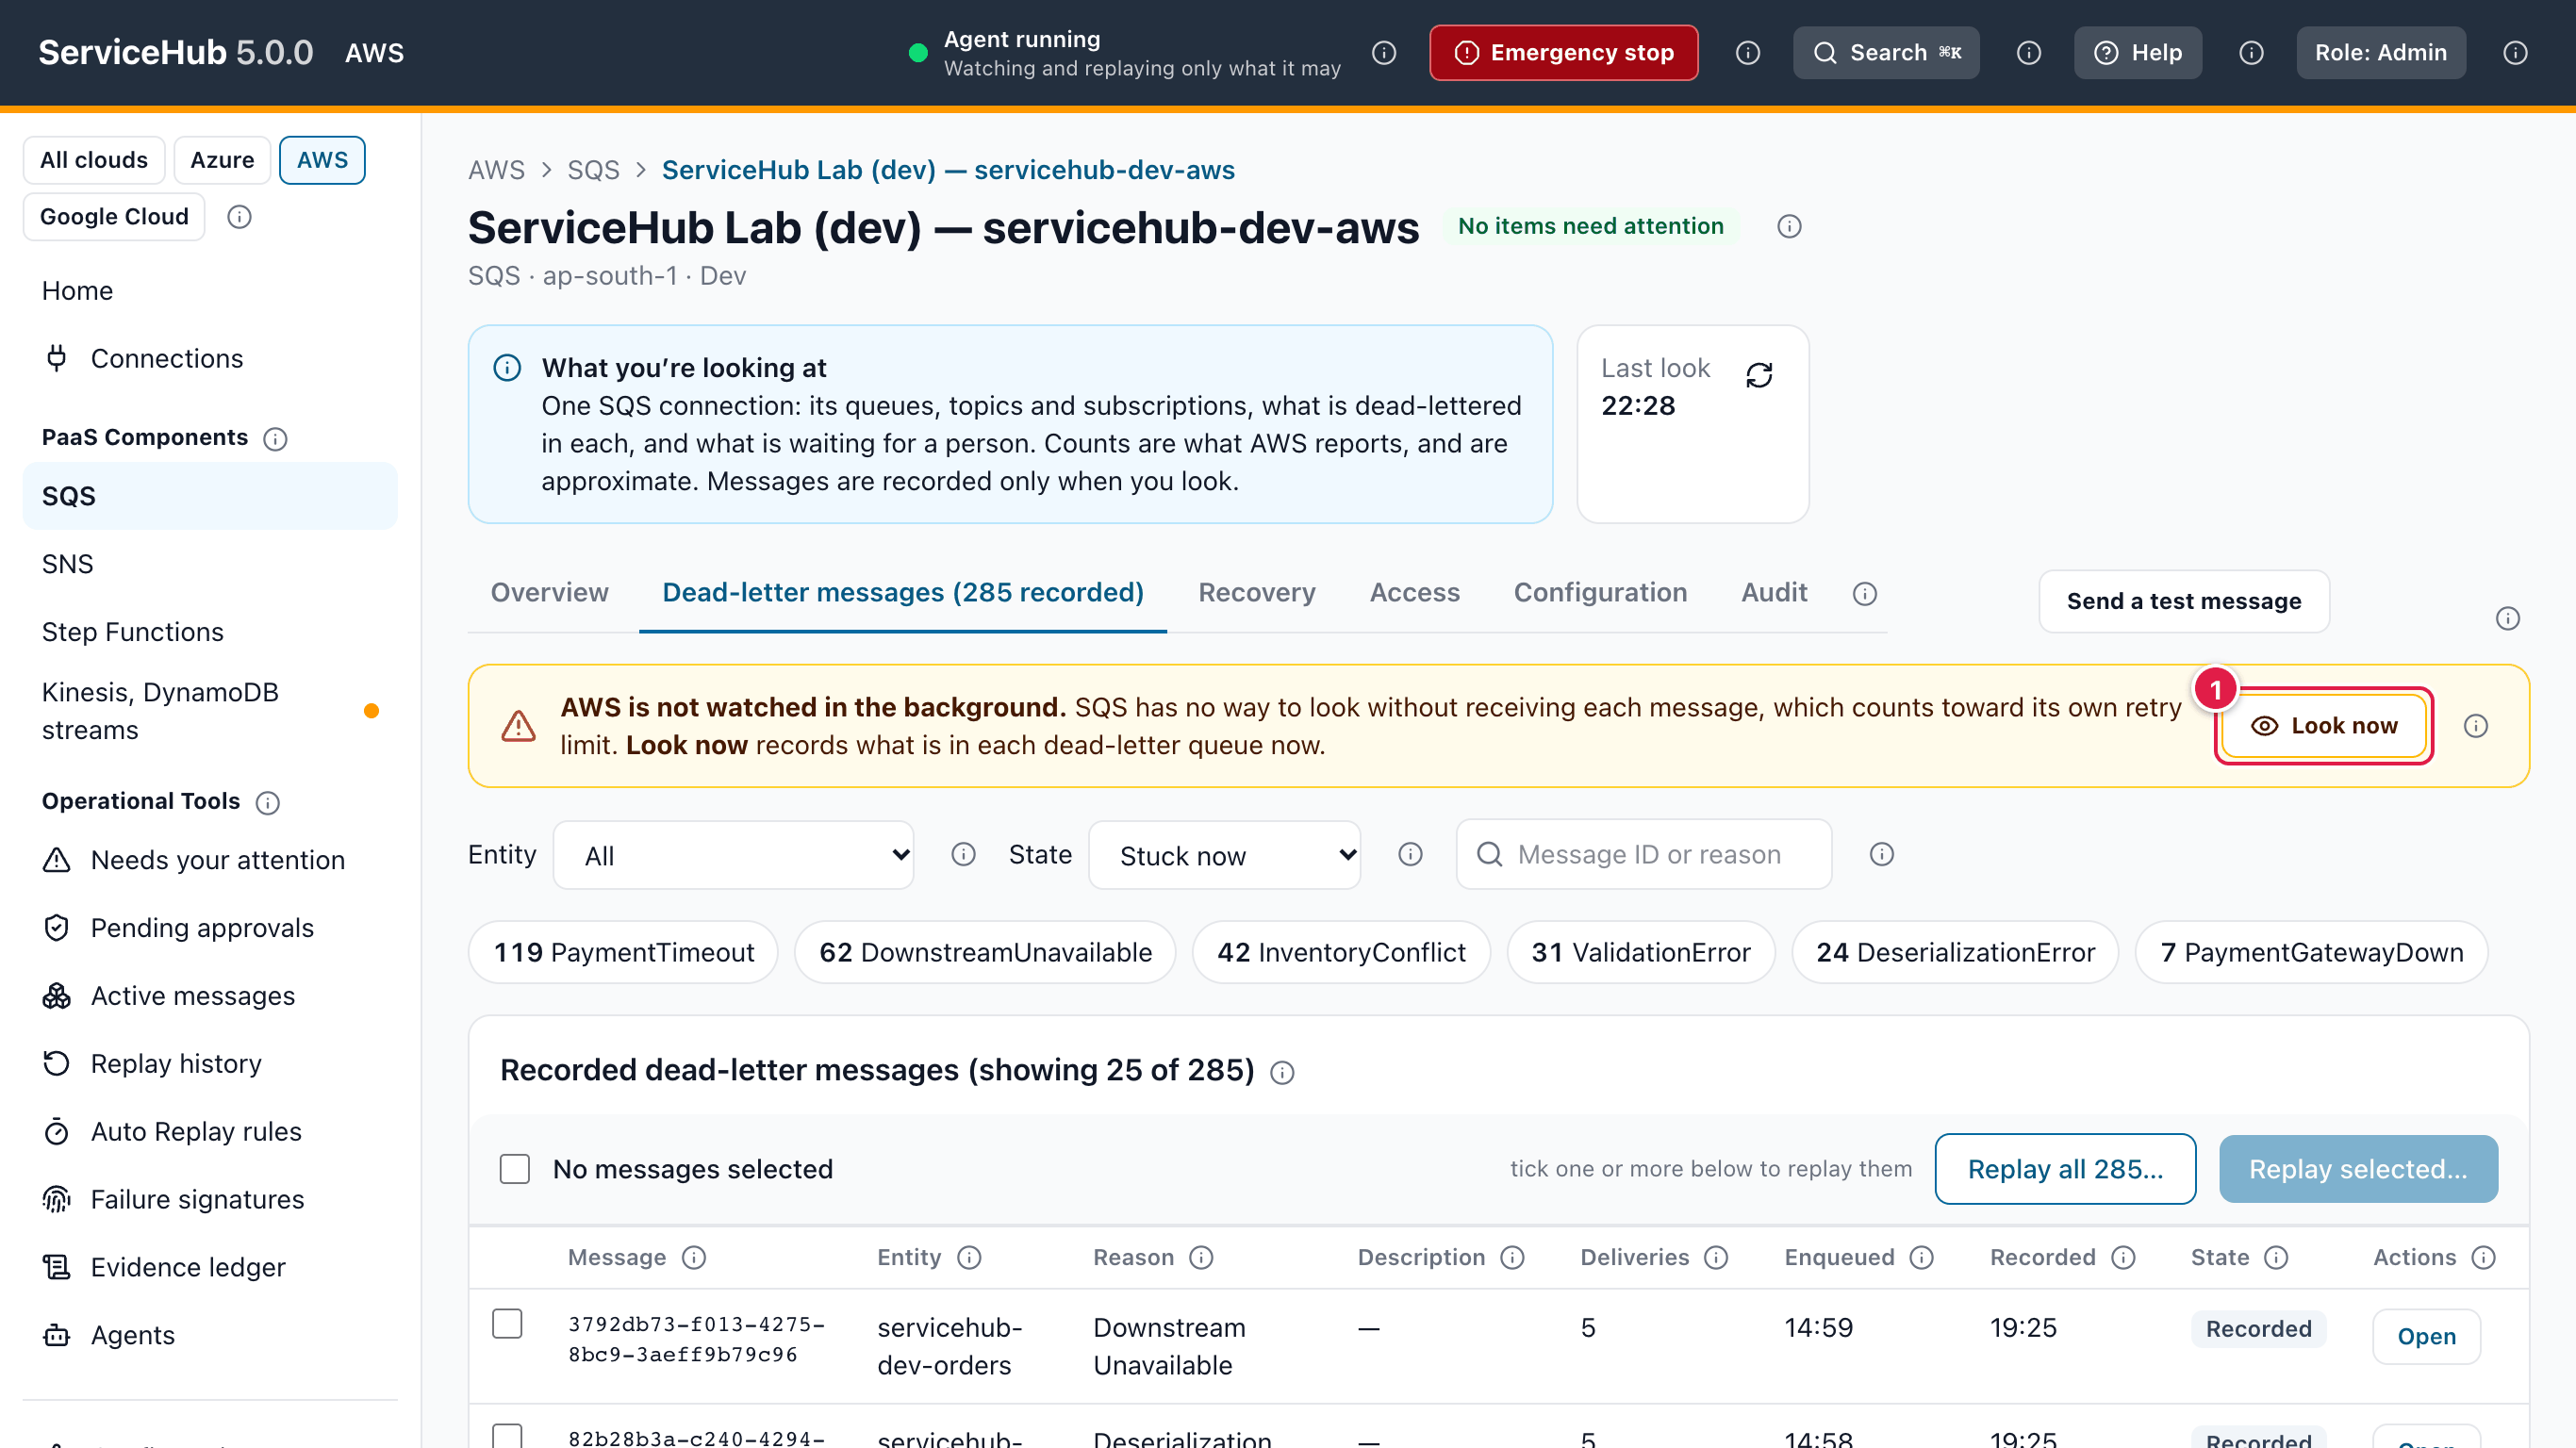 ServiceHub 5.0.0 AWS
Agent running
Watching and replaying only what it may
Emergency stop
Search ⌘K
Help
Role: Admin
All clouds
Azure
AWS
Google Cloud
Home
Connections
PaaS Components
SQS
SNS
Step Functions
Kinesis, DynamoDB
streams
Operational Tools
Needs your attention
Pending approvals
Active messages
Replay history
Auto Replay rules
Failure signatures
Evidence ledger
Agents
AWS > SQS > ServiceHub Lab (dev) — servicehub-dev-aws
ServiceHub Lab (dev) — servicehub-dev-aws
No items need attention
SQS · ap-south-1 · Dev
What you’re looking at
One SQS connection: its queues, topics and subscriptions, what is dead-lettered
in each, and what is waiting for a person. Counts are what AWS reports, and are
approximate. Messages are recorded only when you look.
Last look
22:28
Overview
Dead-letter messages (285 recorded)
Recovery
Access
Configuration
Audit
Send a test message
AWS is not watched in the background. SQS has no way to look without receiving each message, which counts toward its own retry
limit. Look now records what is in each dead-letter queue now.
1
Look now
Entity
All
State
Stuck now
Message ID or reason
119 PaymentTimeout
62 DownstreamUnavailable
42 InventoryConflict
31 ValidationError
24 DeserializationError
7 PaymentGatewayDown
Recorded dead-letter messages (showing 25 of 285)
No messages selected
tick one or more below to replay them
Replay all 285...
Replay selected...
Message
Entity
Reason
Description
Deliveries
Enqueued
Recorded
State
Actions
3792db73-f013-4275-
8bc9-3aeff9b79c96
servicehub-
dev-orders
Downstream
Unavailable
—
5
14:59
19:25
Recorded
Open
82b28b3a-c240-4294-
servicehub-
Deserialization
—
5
14:58
19:25
Recorded
Open